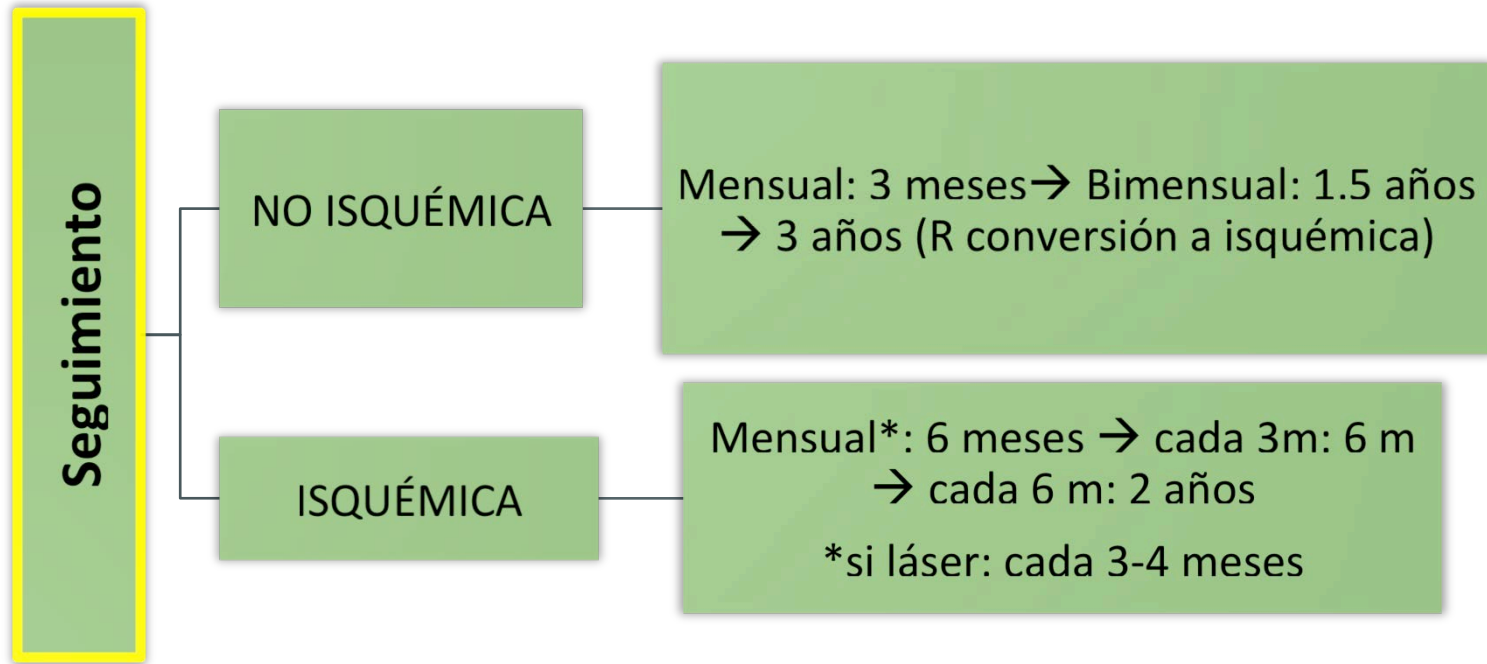 Seguimiento
NO ISQUÉMICA
Mensual: 3 meses→ Bimensual: 1.5 años
→ 3 años (R conversión a isquémica)
ISQUÉMICA
Mensual*: 6 meses → cada 3m: 6 m
→ cada 6 m: 2 años
*si láser: cada 3-4 meses